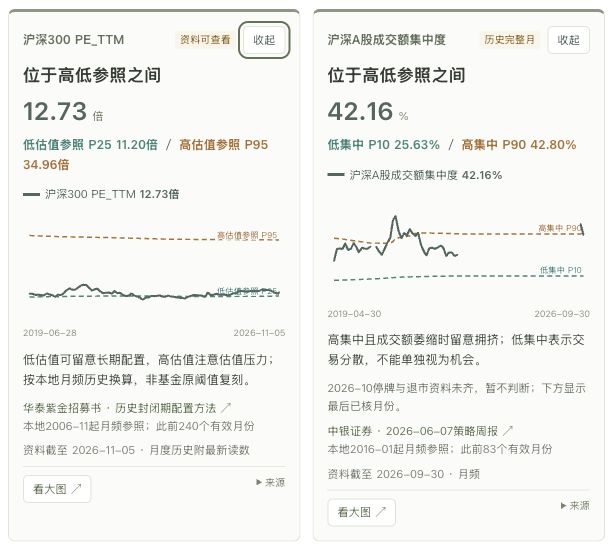 沪深300 PE_TTM
资料可查看
收起
位于高低参照之间
12.73 倍
低估值参照 P25 11.20倍 / 高估值参照 P95
34.96倍
沪深300 PE_TTM 12.73倍
高估值参照 P95
低估值参照 P25
2019-06-28
2026-11-05
低估值可留意长期配置，高估值注意估值压力；
按本地月频历史换算，非基金原阈值复刻。
华泰紫金招募书 · 历史封闭期配置方法 ↗
本地2006-11起月频参照；此前240个有效月份
资料截至 2026-11-05 · 月度历史附最新读数
看大图 ↗
▶ 来源
沪深A股成交额集中度
历史完整月
收起
位于高低参照之间
42.16 %
低集中 P10 25.63% / 高集中 P90 42.80%
沪深A股成交额集中度 42.16%
高集中 P90
低集中 P10
2019-04-30
2026-09-30
高集中且成交额萎缩时留意拥挤；低集中表示交
易分散，不能单独视为机会。
2026-10停牌与退市资料未齐，暂不判断；下方显示
最后已核月份。
中银证券 · 2026-06-07策略周报 ↗
本地2016-01起月频参照；此前83个有效月份
资料截至 2026-09-30 · 月频
看大图 ↗
▶ 来源